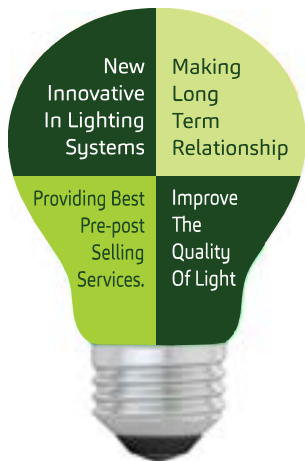 New
Innovative
In Lighting
Systems
Making
Long
Term
Relationship
Providing Best
Pre-post
Selling
Services.
Improve
The
Quality
Of Light